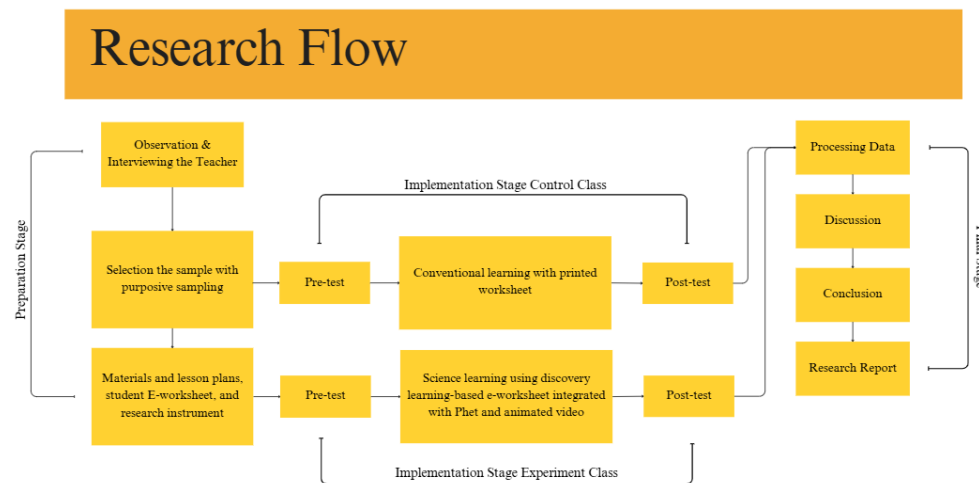 Research Flow
Observation &
Interviewing the Teacher
Preparation Stage
Selection the sample with
purposive sampling
Materials and lesson plans,
student E-worksheet, and
research instrument
Implementation Stage Control Class
Pre-test
Conventional learning with printed
worksheet
Post-test
Pre-test
Science learning using discovery
learning-based e-worksheet integrated
with Phet and animated video
Post-test
Implementation Stage Experiment Class
Processing Data
Discussion
Conclusion
Research Report